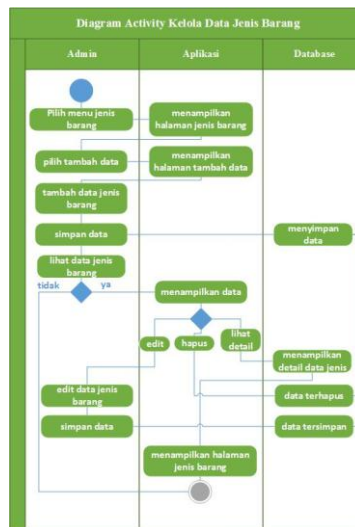 Diagram Activity Kelola Data Jenis Barang
Admin
Aplikasi
Database
Pilih menu jenis
barang
menampilkan
halaman jenis barang
pilih tambah data
menampilkan
halaman tambah data
tambah data jenis
barang
simpan data
menyimpan
data
lihat data jenis
barang
tidak
ya
menampilkan data
edit
hapus
lihat
detail
menampilkan
detail data jenis
edit data jenis
barang
data terhapus
simpan data
data tersimpan
menampilkan halaman
jenis barang